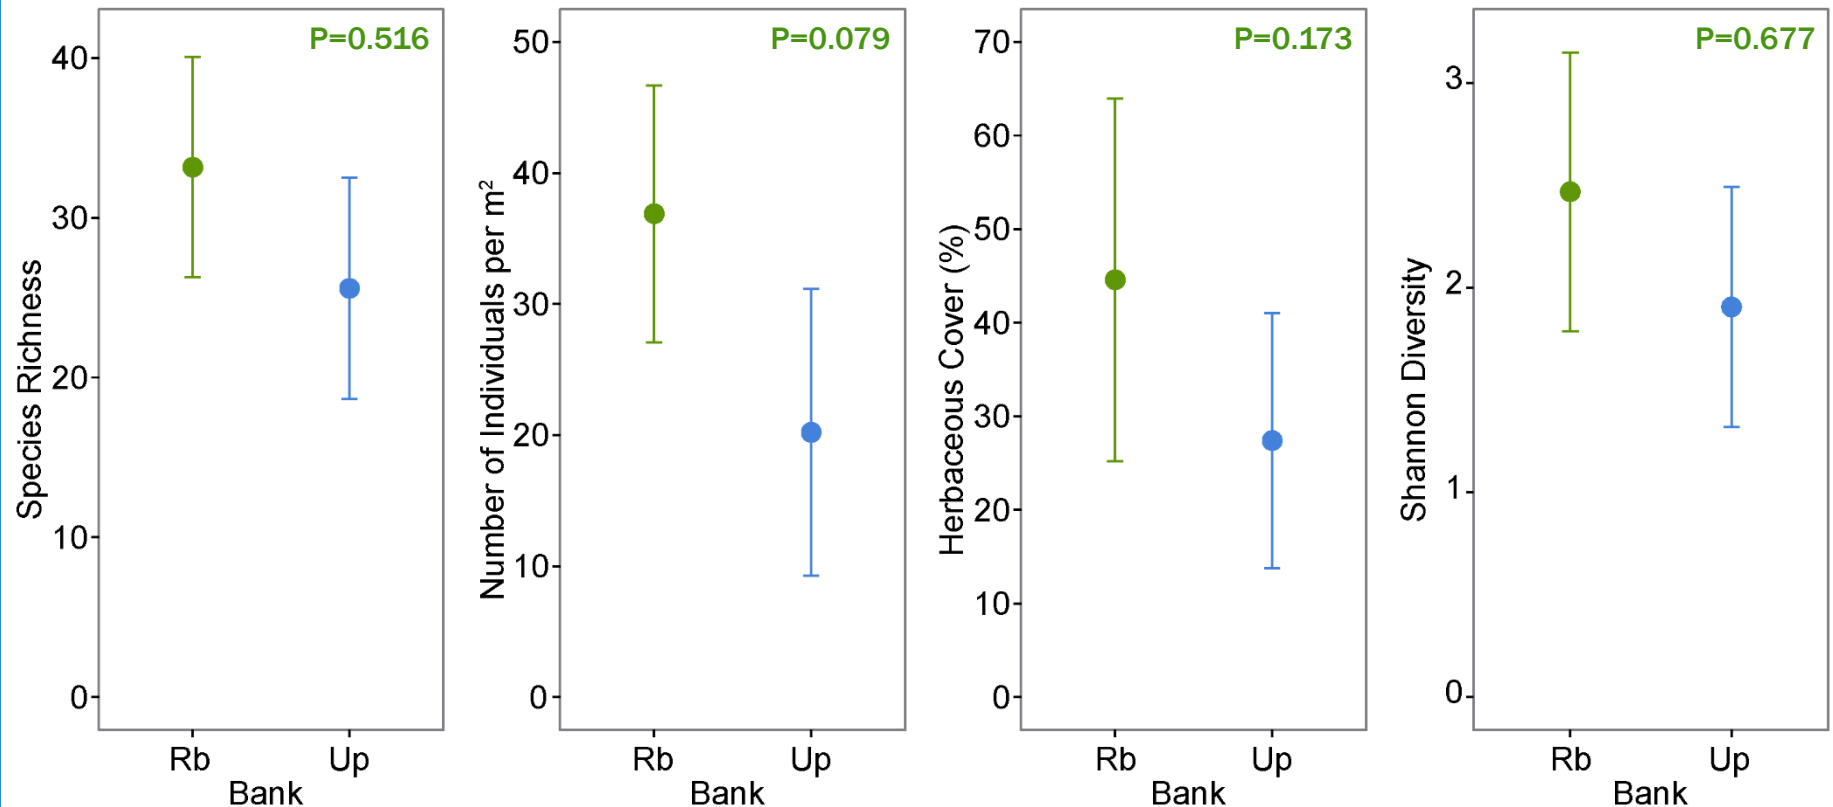 P=0.516
Species Richness
40
30
20
10
0
Rb Up
Bank
P=0.079
Number of Individuals per m²
50
40
30
20
10
0
Rb Up
Bank
P=0.173
Herbaceous Cover (%)
70
60
50
40
30
20
10
0
Rb Up
Bank
P=0.677
Shannon Diversity
3
2
1
0
Rb Up
Bank